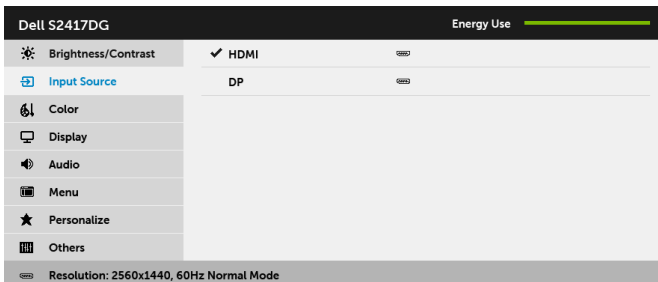 Dell S2417DG Energy Use
Brightness/Contrast HDMI
Input Source DP
Color
Display
Audio
Menu
Personalize
Others
Resolution: 2560x1440, 60Hz Normal Mode